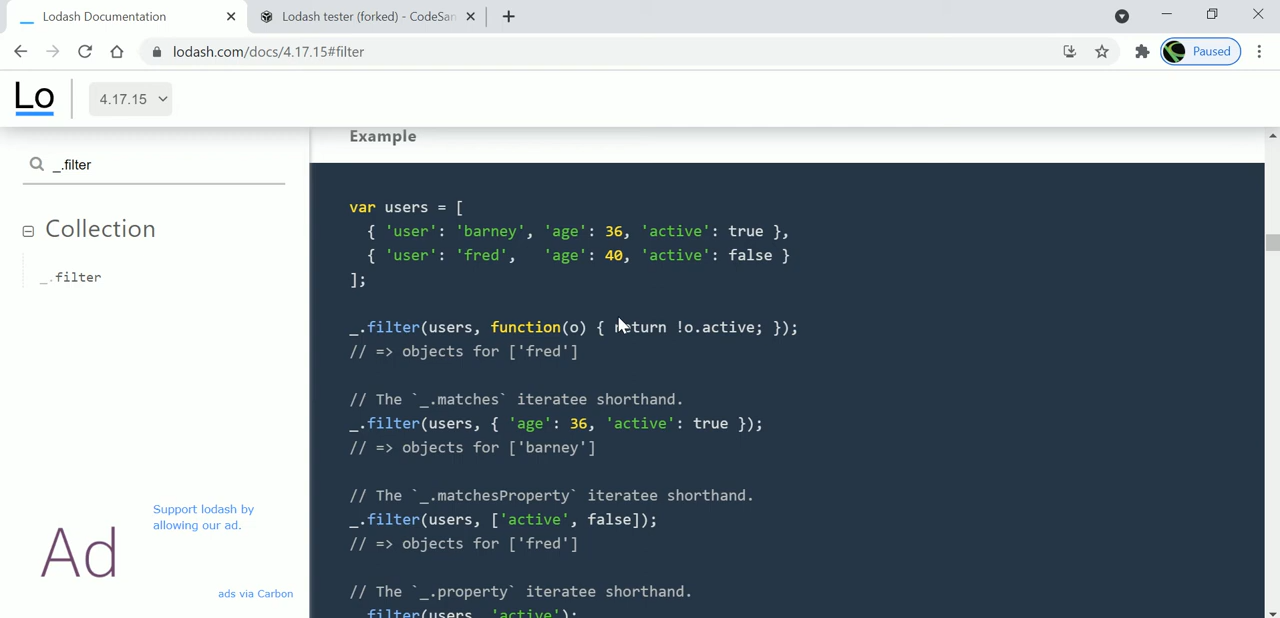 Lodash Documentation
Lodash tester (forked) - CodeSan
lodash.com/docs/4.17.15#filter
Paused
Lo
4.17.15
_.filter
Collection
_.filter
Support lodash by
allowing our ad.
Ad
ads via Carbon
Example
var users = [
{ 'user': 'barney', 'age': 36, 'active': true },
{ 'user': 'fred',   'age': 40, 'active': false }
];
_.filter(users, function(o) { return !o.active; });
// => objects for ['fred']
// The `_.matches` iteratee shorthand.
_.filter(users, { 'age': 36, 'active': true });
// => objects for ['barney']
// The `_.matchesProperty` iteratee shorthand.
_.filter(users, ['active', false]);
// => objects for ['fred']
// The `_.property` iteratee shorthand.
_.filter(users, 'active');